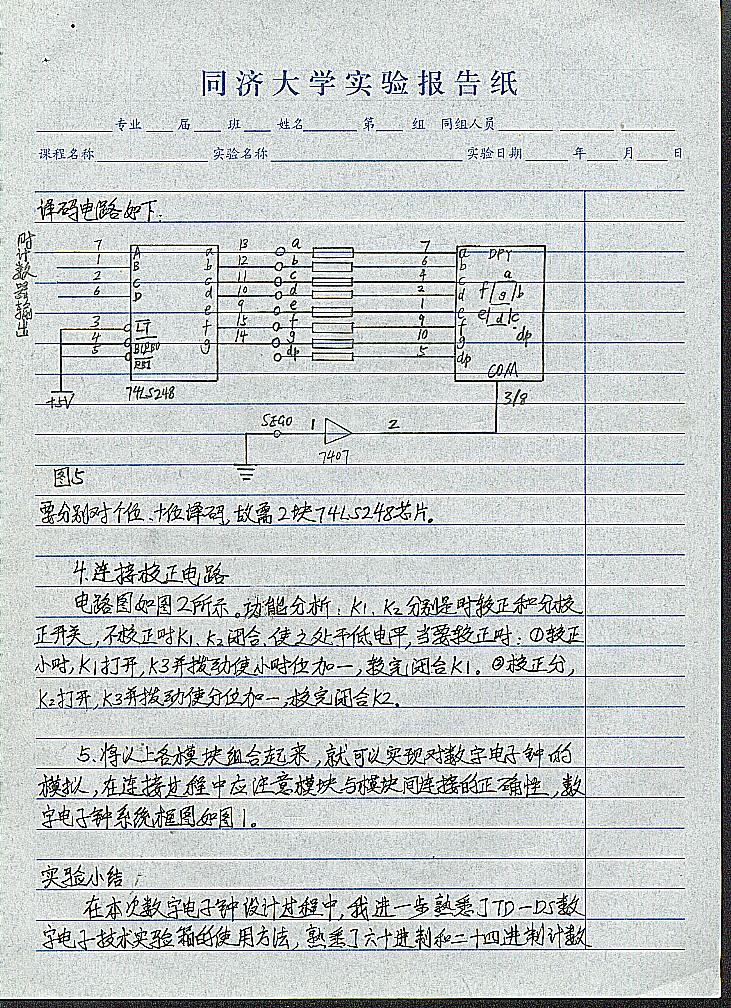 同济大学实验报告纸
专业 届 班 姓名 第 组 同组人员
课程名称 实验名称 实验日期 年 月 日
译码电路如下:
时计数器输出
7 A a 13 a 7 a DPY
1 B b 12 b 6 b a
2 C c 11 c 4 c f g b
6 D d 10 d 2 d e d c
e 9 e 1 e dp
3 LT f 15 f 9 f
4 BI/RBO g 14 g 10 g
5 RBI dp 5 dp
COM
+5V 74LS248 3/8
SEG0 1 2
7407
图5
要分别对个位、十位译码,故需2块74LS248芯片。
4.连接校正电路
电路图如图2所示。功能分析:K1、K2分别是时较正和分校
正开关,不校正时K1、K2闭合,使之处于低电平,当要较正时:①较正
小时,K1打开,K3并拨动使小时位加一,校完闭合K1。②校正分,
K2打开,K3并拨动使分位加一,校完闭合K2。
5.将以上各模块组合起来,就可以实现对数字电子钟的
模拟,在连接过程中应注意模块与模块间连接的正确性,数
字电子钟系统框图如图1。
实验小结:
在本次数字电子钟设计过程中,我进一步熟悉了TD-DS数
字电子技术实验箱的使用方法,熟悉了六十进制和二十四进制计数